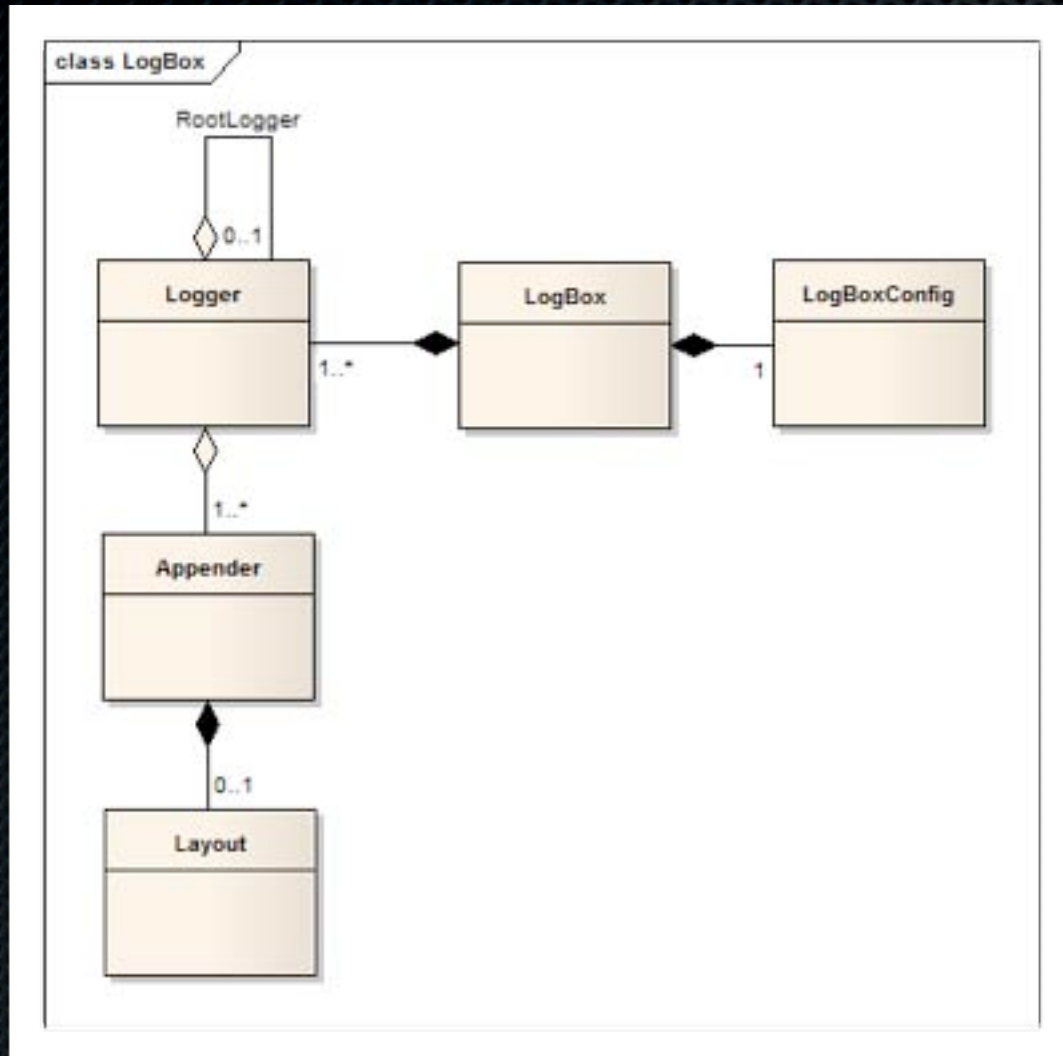 class LogBox
RootLogger
0..1
Logger
LogBox
LogBoxConfig
1..*
1
1..*
Appender
0..1
Layout